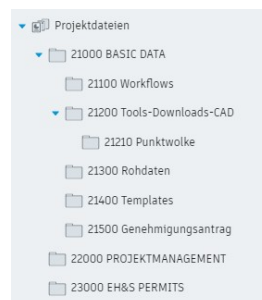 Projektdateien
21000 BASIC DATA
21100 Workflows
21200 Tools-Downloads-CAD
21210 Punktwolke
21300 Rohdaten
21400 Templates
21500 Genehmigungsantrag
22000 PROJEKTMANAGEMENT
23000 EH&S PERMITS